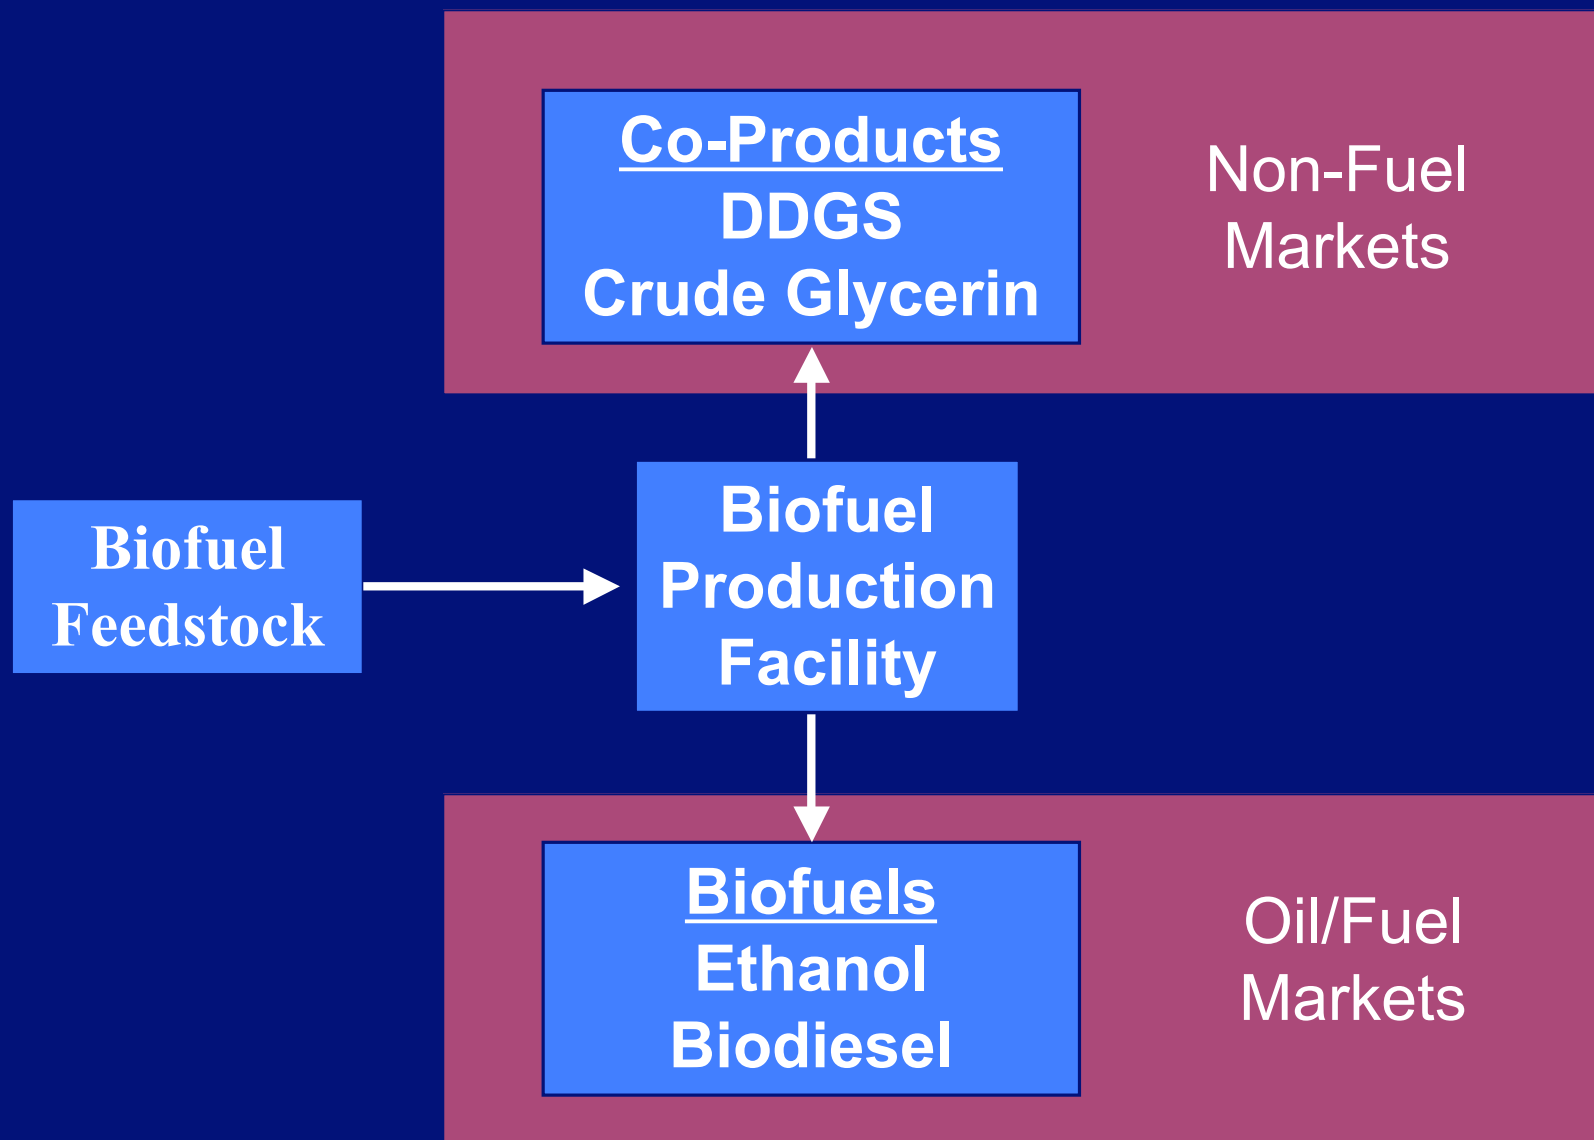 Co-Products
DDGS
Crude Glycerin
Non-Fuel
Markets
Biofuel
Feedstock
Biofuel
Production
Facility
Biofuels
Ethanol
Biodiesel
Oil/Fuel
Markets